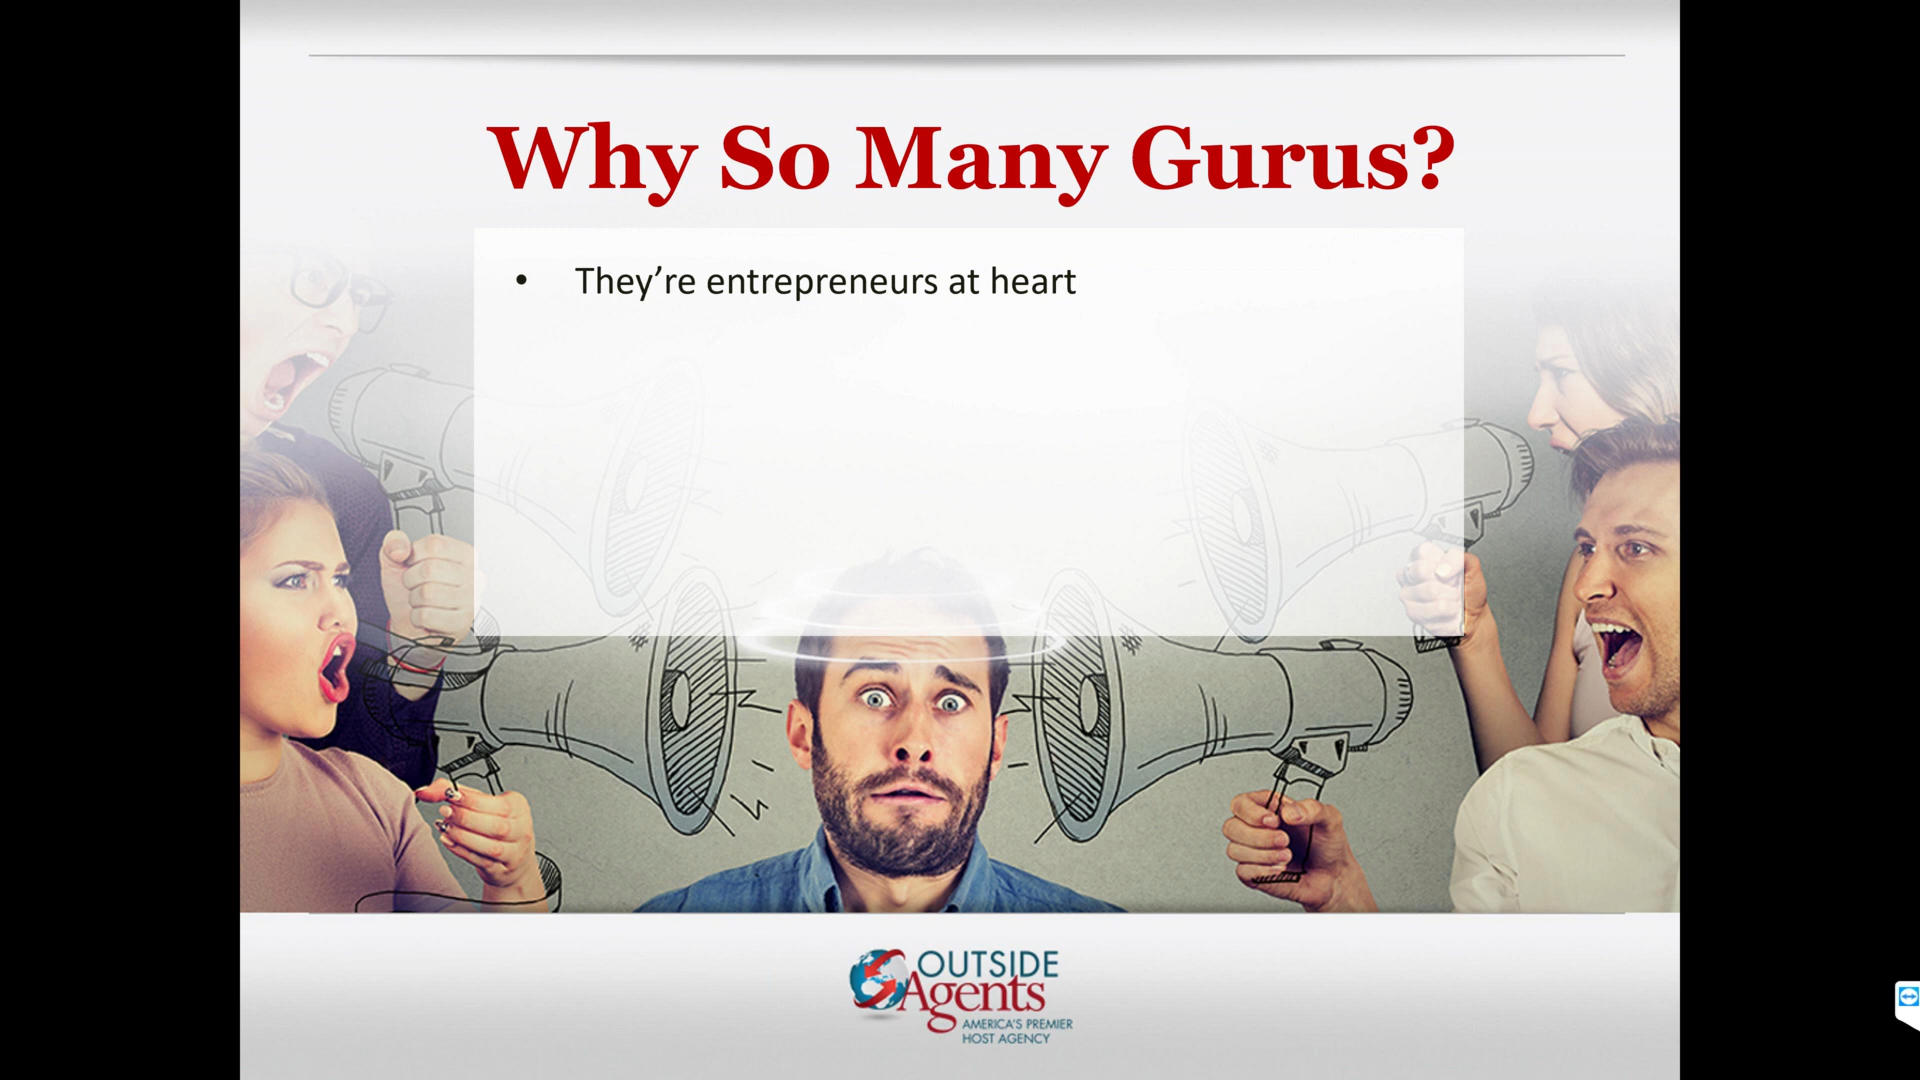 Why So Many Gurus?
• They’re entrepreneurs at heart
OUTSIDE
Agents
AMERICA'S PREMIER
HOST AGENCY